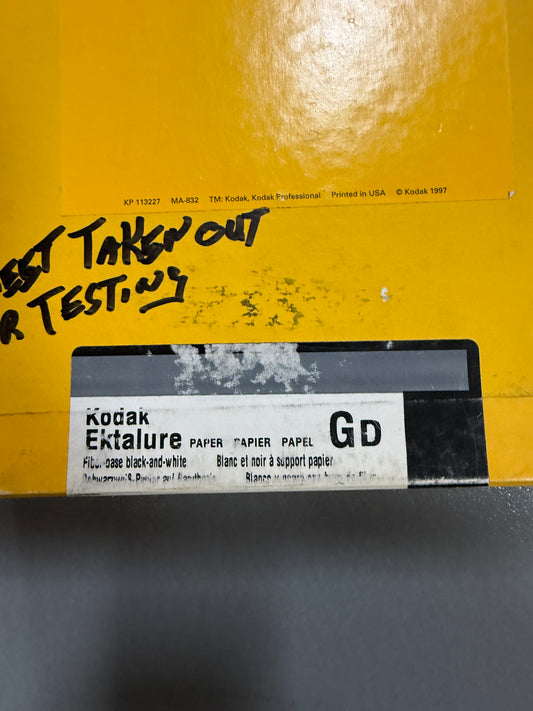 KP 113227 MA-832 TM: Kodak, Kodak Professional Printed in USA © Kodak 1997
TAKEN OUT
TESTING
Kodak
Ektalure PAPER PAPIER PAPEL GD
Fiber-base black-and-white Blanc et noir à support papier